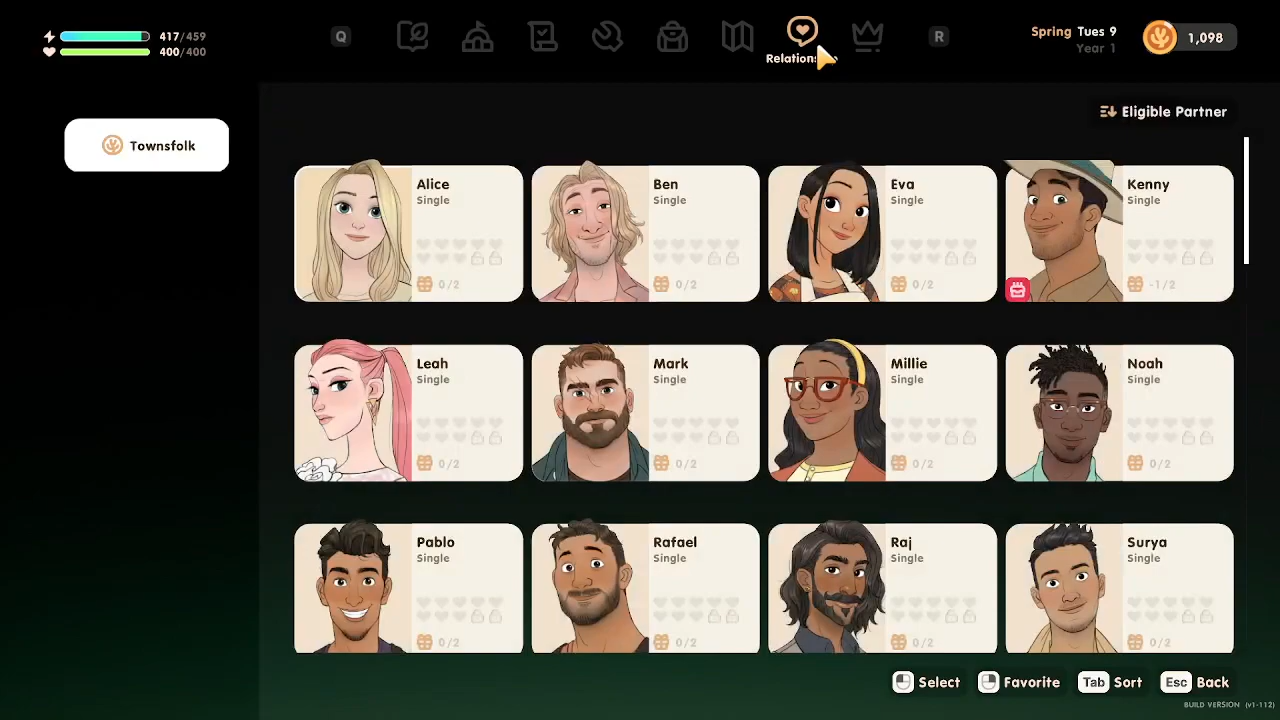 417/459
400/400
Q
R
Relations
Spring Tues 9
Year 1
1,098
Townsfolk
Eligible Partner
Alice
Single
0/2
Ben
Single
0/2
Eva
Single
0/2
Kenny
Single
-1/2
Leah
Single
0/2
Mark
Single
0/2
Millie
Single
0/2
Noah
Single
0/2
Pablo
Single
0/2
Rafael
Single
0/2
Raj
Single
0/2
Surya
Single
0/2
Select
Favorite
Tab Sort
Esc Back
BUILD VERSION (v1-112)